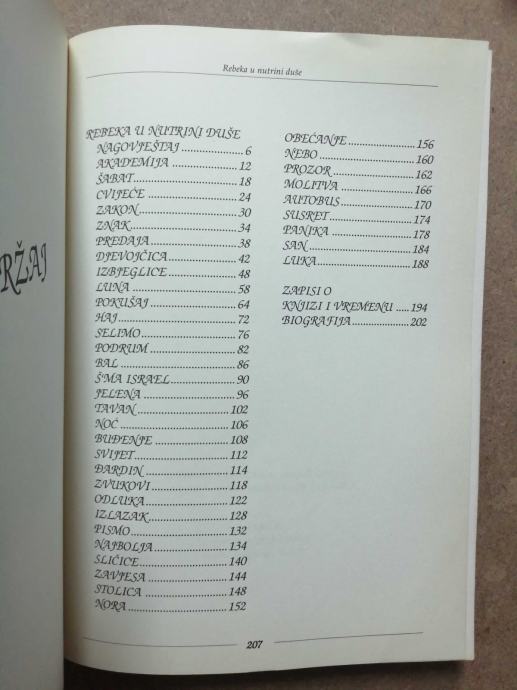 RŽAJ
Rebeka u nutrini duše
REBEKA U NUTRINI DUŠE
NAGOVJEŠTAJ ..................... 6
AKADEMIJA ..................... 12
ŠABAT ..................... 18
CVIJEĆE ..................... 24
ZAKON ..................... 30
ZNAK ..................... 34
PREDAJA ..................... 38
DJEVOJČICA ..................... 42
IZBJEGLICE ..................... 48
LUNA ..................... 58
POKUŠAJ ..................... 64
HAJ ..................... 72
SELIMO ..................... 76
PODRUM ..................... 82
BAL ..................... 86
Š'MA ISRAEL ..................... 90
JELENA ..................... 96
TAVAN ..................... 102
NOĆ ..................... 106
BUĐENJE ..................... 108
SVIJET ..................... 112
ĐARDIN ..................... 114
ZVUKOVI ..................... 118
ODLUKA ..................... 122
IZLAZAK ..................... 128
PISMO ..................... 132
NAJBOLJA ..................... 134
SLIČICE ..................... 140
ZAVJESA ..................... 144
STOLICA ..................... 148
NORA ..................... 152
OBEĆANJE ..................... 156
NEBO ..................... 160
PROZOR ..................... 162
MOLITVA ..................... 166
AUTOBUS ..................... 170
SUSRET ..................... 174
PANIKA ..................... 178
SAN ..................... 184
LUKA ..................... 188
ZAPISI O
KNJIZI I VREMENU ..... 194
BIOGRAFIJA ..................... 202
207